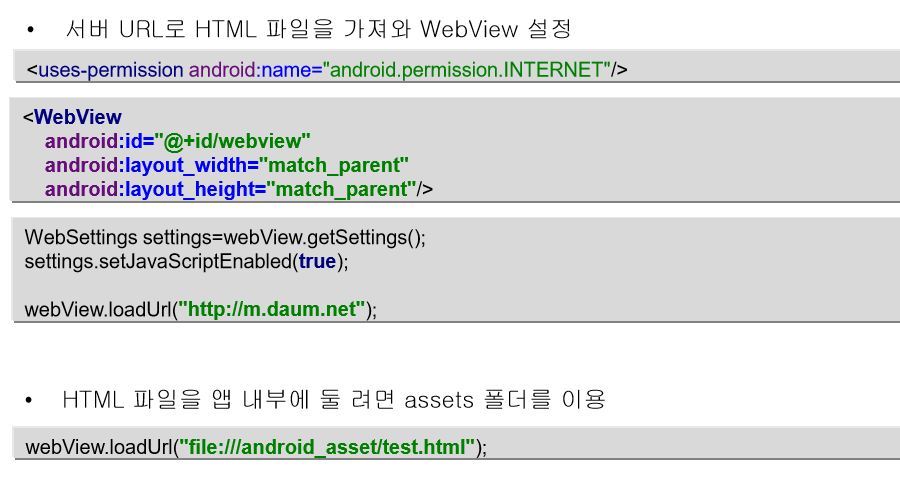 • 서버 URL로 HTML 파일을 가져와 WebView 설정
<uses-permission android:name="android.permission.INTERNET"/>
<WebView
android:id="@+id/webview"
android:layout_width="match_parent"
android:layout_height="match_parent"/>
WebSettings settings=webView.getSettings();
settings.setJavaScriptEnabled(true);
webView.loadUrl("http://m.daum.net");
• HTML 파일을 앱 내부에 둘 려면 assets 폴더를 이용
webView.loadUrl("file:///android_asset/test.html");